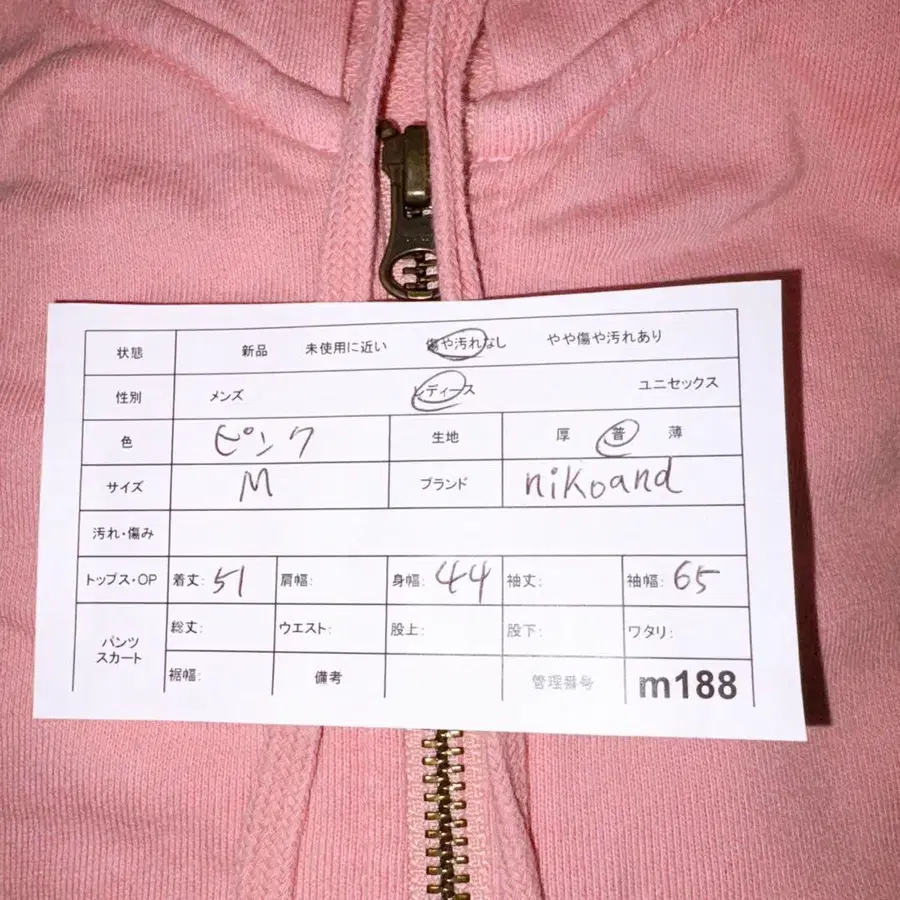 状態 新品 未使用に近い 傷や汚れなし やや傷や汚れあり
性別 メンズ レディース ユニセックス
色 ピンク 生地 厚 普 薄
サイズ M ブランド nikoand
汚れ・傷み
トップス・OP 着丈: 51 肩幅: 身幅: 44 袖丈: 袖幅: 65
パンツ 総丈: ウエスト: 股上: 股下: ワタリ:
スカート 裾幅: 備考 管理番号 m188